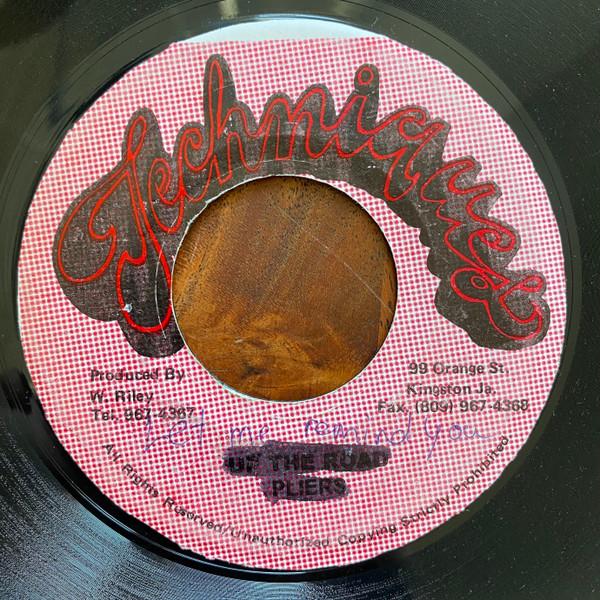 Techniques
Produced By
W. Riley
Tel. 967-4367
99 Orange St.
Kingston Ja.
Fax. (809) 967-4368
Let me remind you
OF THE ROAD
PLIERS
All Rights Reserved/Unauthorized Copying Strictly Prohibited